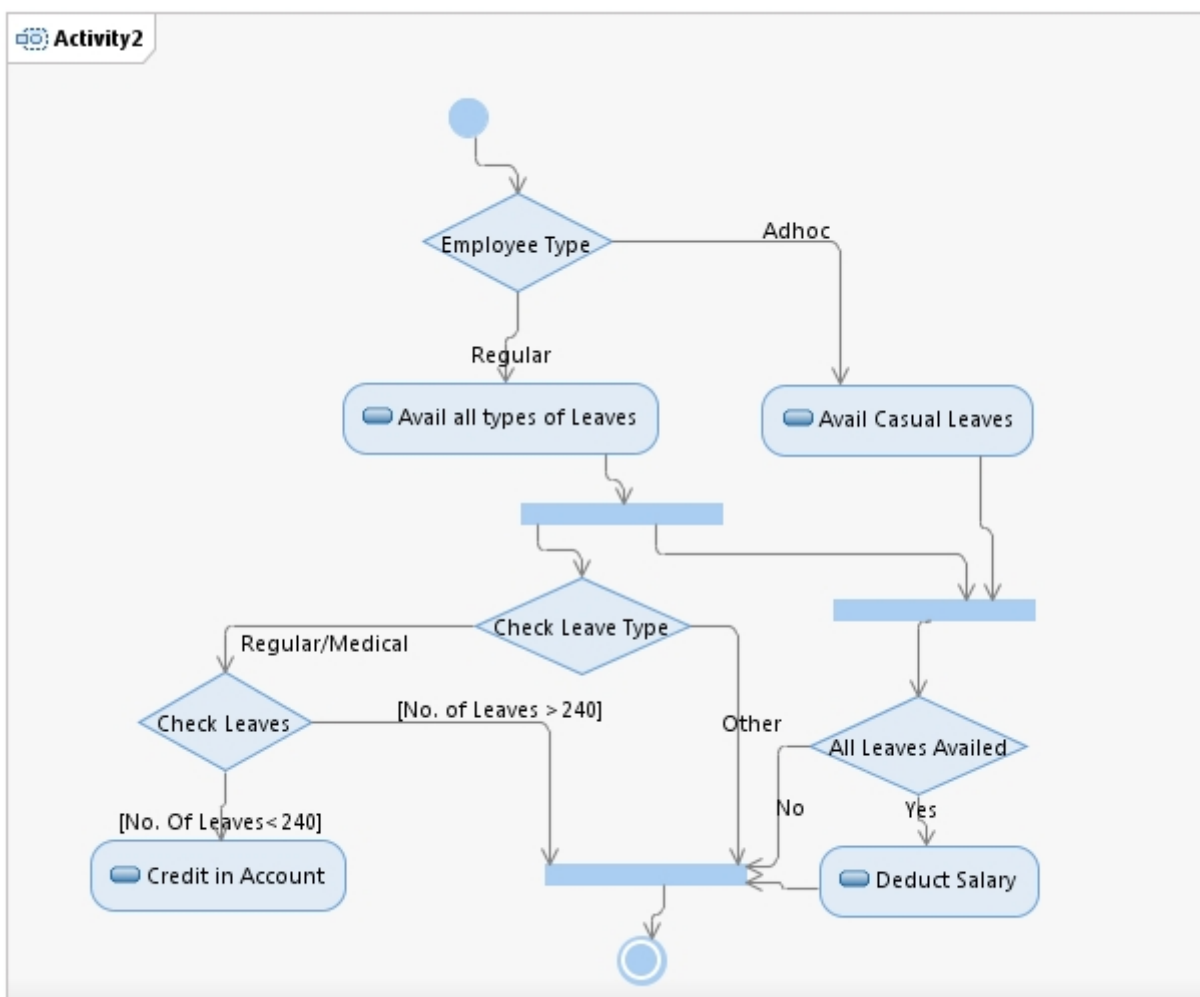 Activity2
Employee Type
Adhoc
Regular
Avail all types of Leaves
Avail Casual Leaves
Check Leave Type
Regular/Medical
Check Leaves
[No. of Leaves >240]
Other
All Leaves Availed
No
Yes
[No. Of Leaves<240]
Credit in Account
Deduct Salary